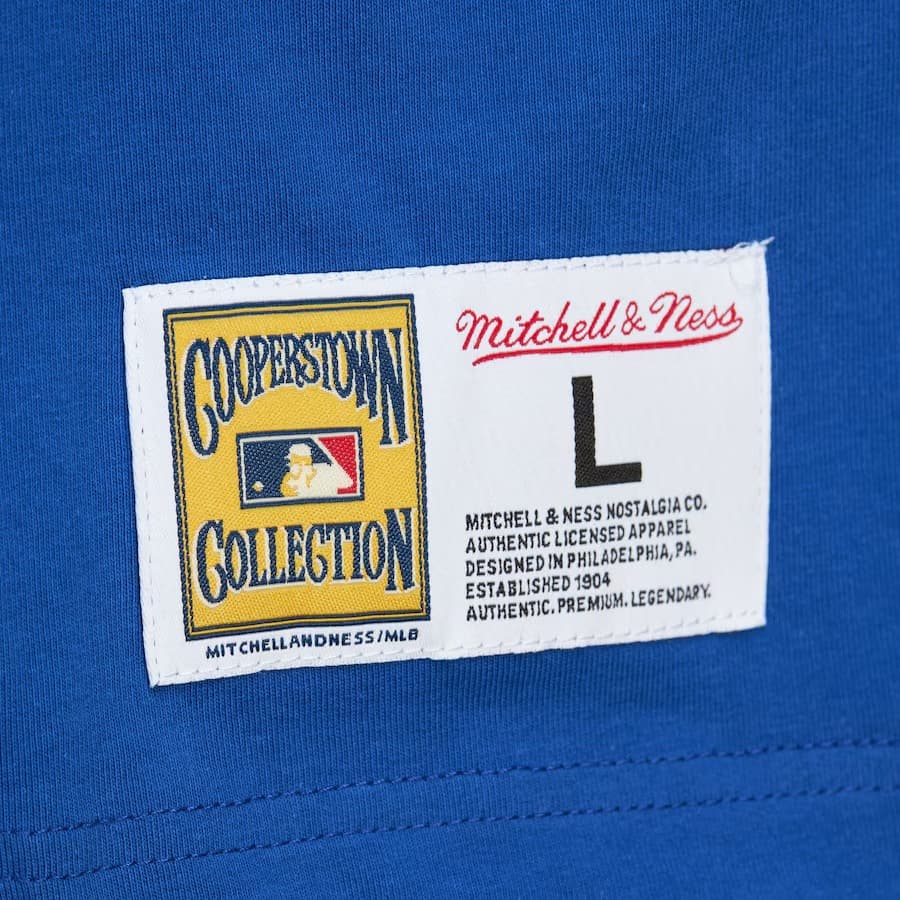 COOPERSTOWN
COLLECTION
MITCHELLANDNESS/MLB
Mitchell & Ness
L
MITCHELL & NESS NOSTALGIA CO.
AUTHENTIC LICENSED APPAREL
DESIGNED IN PHILADELPHIA, PA.
ESTABLISHED 1904
AUTHENTIC. PREMIUM. LEGENDARY.